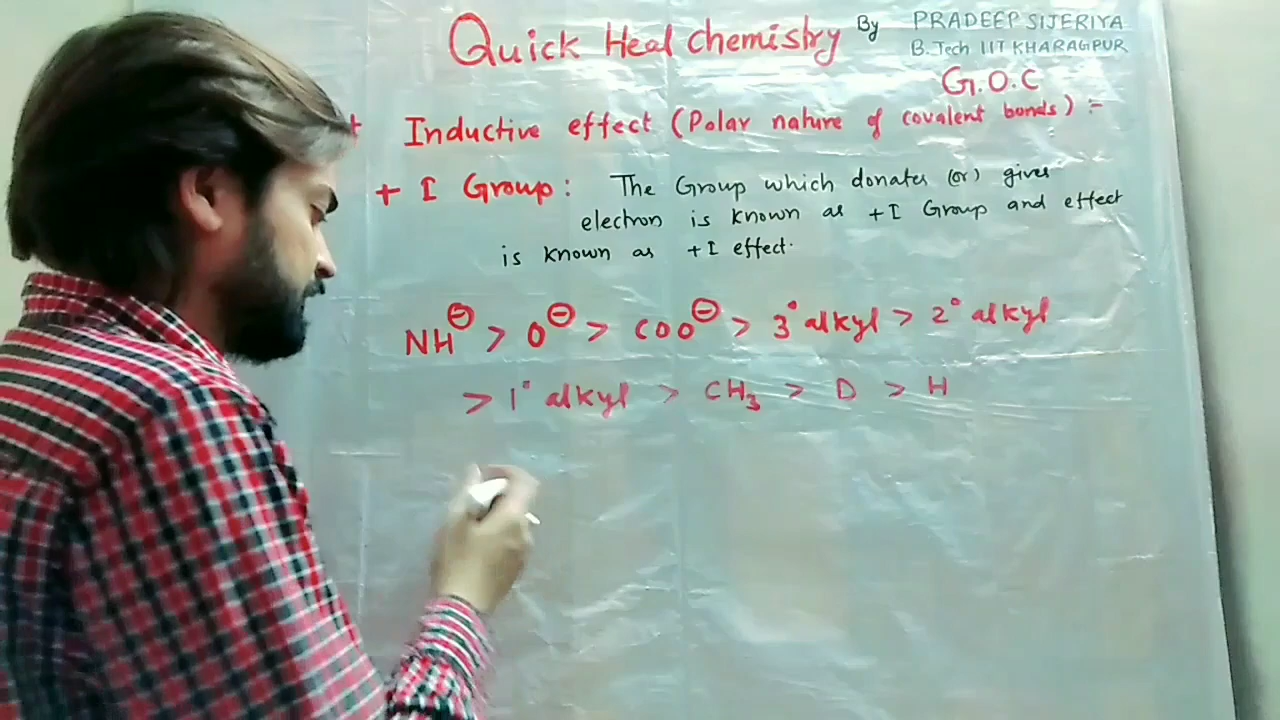 Quick Heal chemistry By PRADEEP SIJERIYA
B.Tech IIT KHARAGPUR
G.O.C
Inductive effect (Polar nature of covalent bonds) :-
+ I Group : The Group which donates (or) gives
electron is known as +I Group and effect
is known as +I effect.
NH⊖ > O⊖ > COO⊖ > 3° alkyl > 2° alkyl
> 1° alkyl > CH₃ > D > H